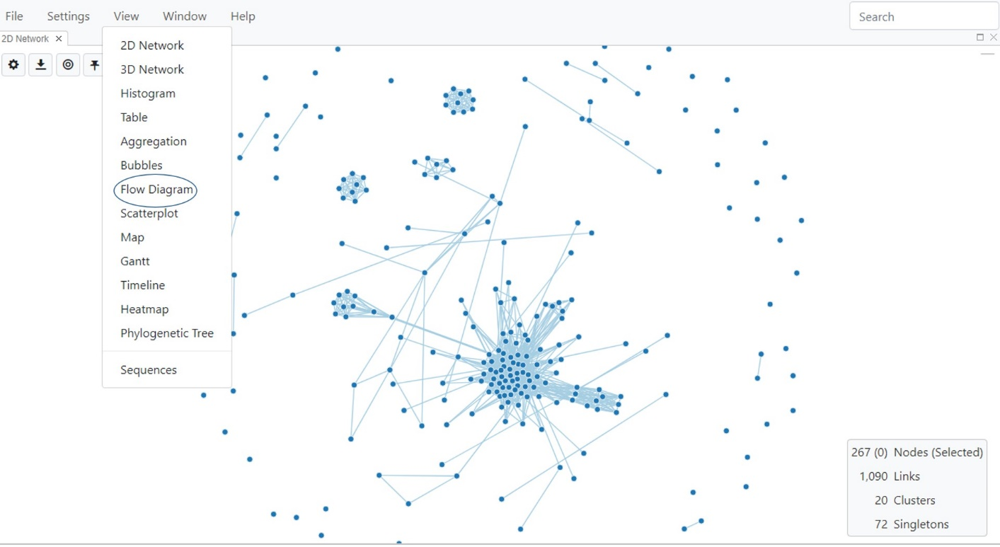 File Settings View Window Help Search
2D Network ×
2D Network
3D Network
Histogram
Table
Aggregation
Bubbles
Flow Diagram
Scatterplot
Map
Gantt
Timeline
Heatmap
Phylogenetic Tree
Sequences
267 (0) Nodes (Selected)
1,090 Links
20 Clusters
72 Singletons